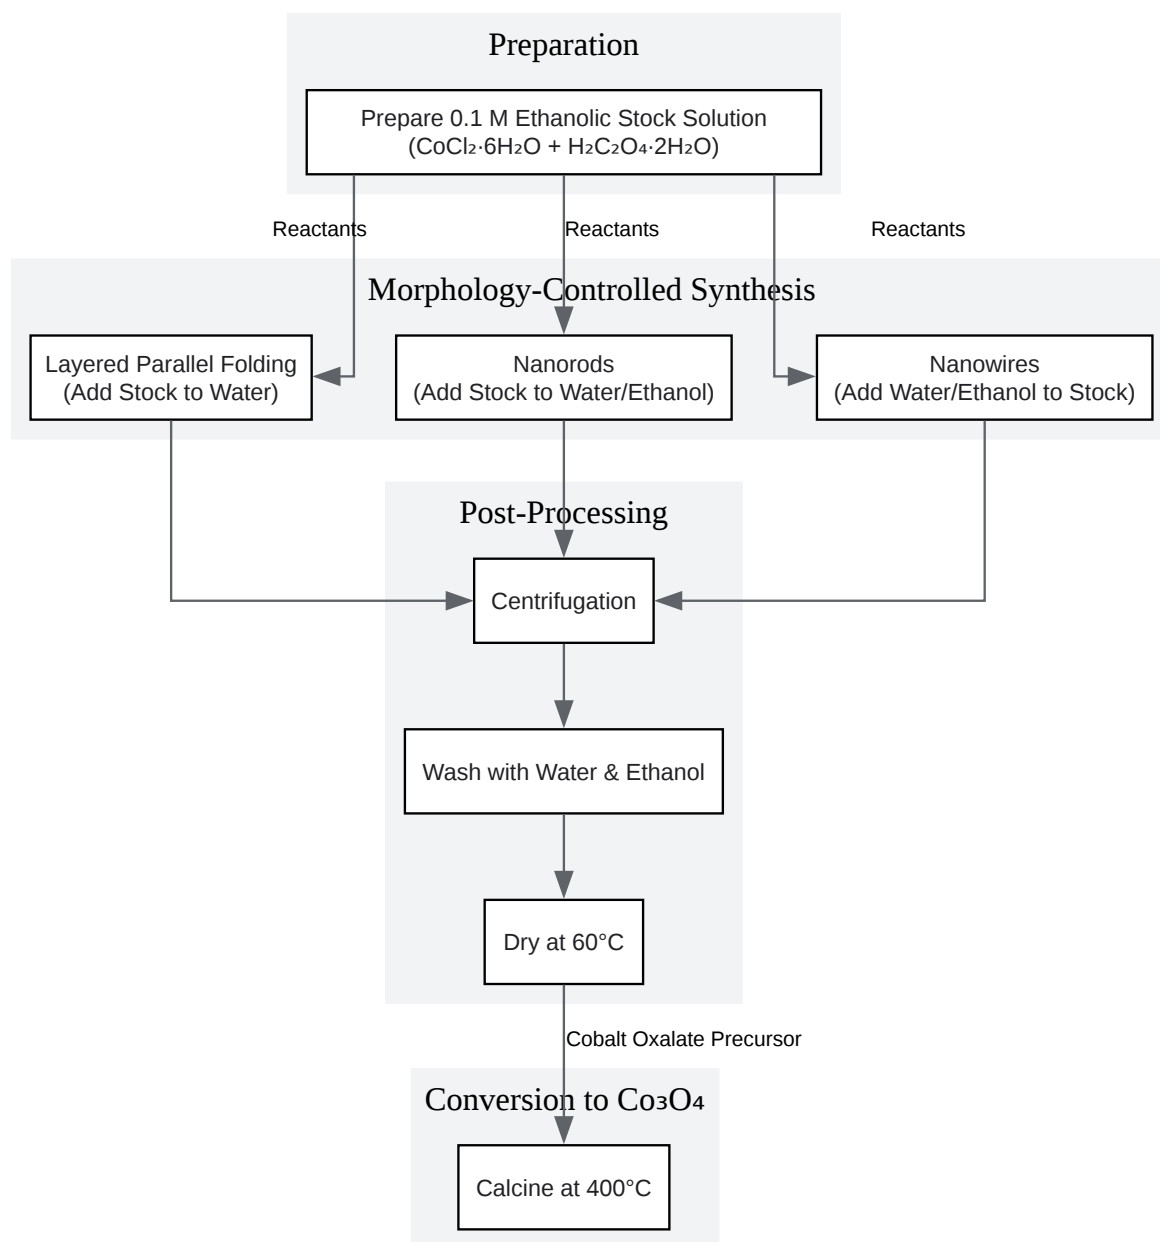 Preparation
Prepare 0.1 M Ethanolic Stock Solution
(CoCl₂·6H₂O + H₂C₂O₄·2H₂O)
Reactants
Reactants
Reactants
Morphology-Controlled Synthesis
Layered Parallel Folding
(Add Stock to Water)
Nanorods
(Add Stock to Water/Ethanol)
Nanowires
(Add Water/Ethanol to Stock)
Post-Processing
Centrifugation
Wash with Water & Ethanol
Dry at 60°C
Cobalt Oxalate Precursor
Conversion to Co₃O₄
Calcine at 400°C